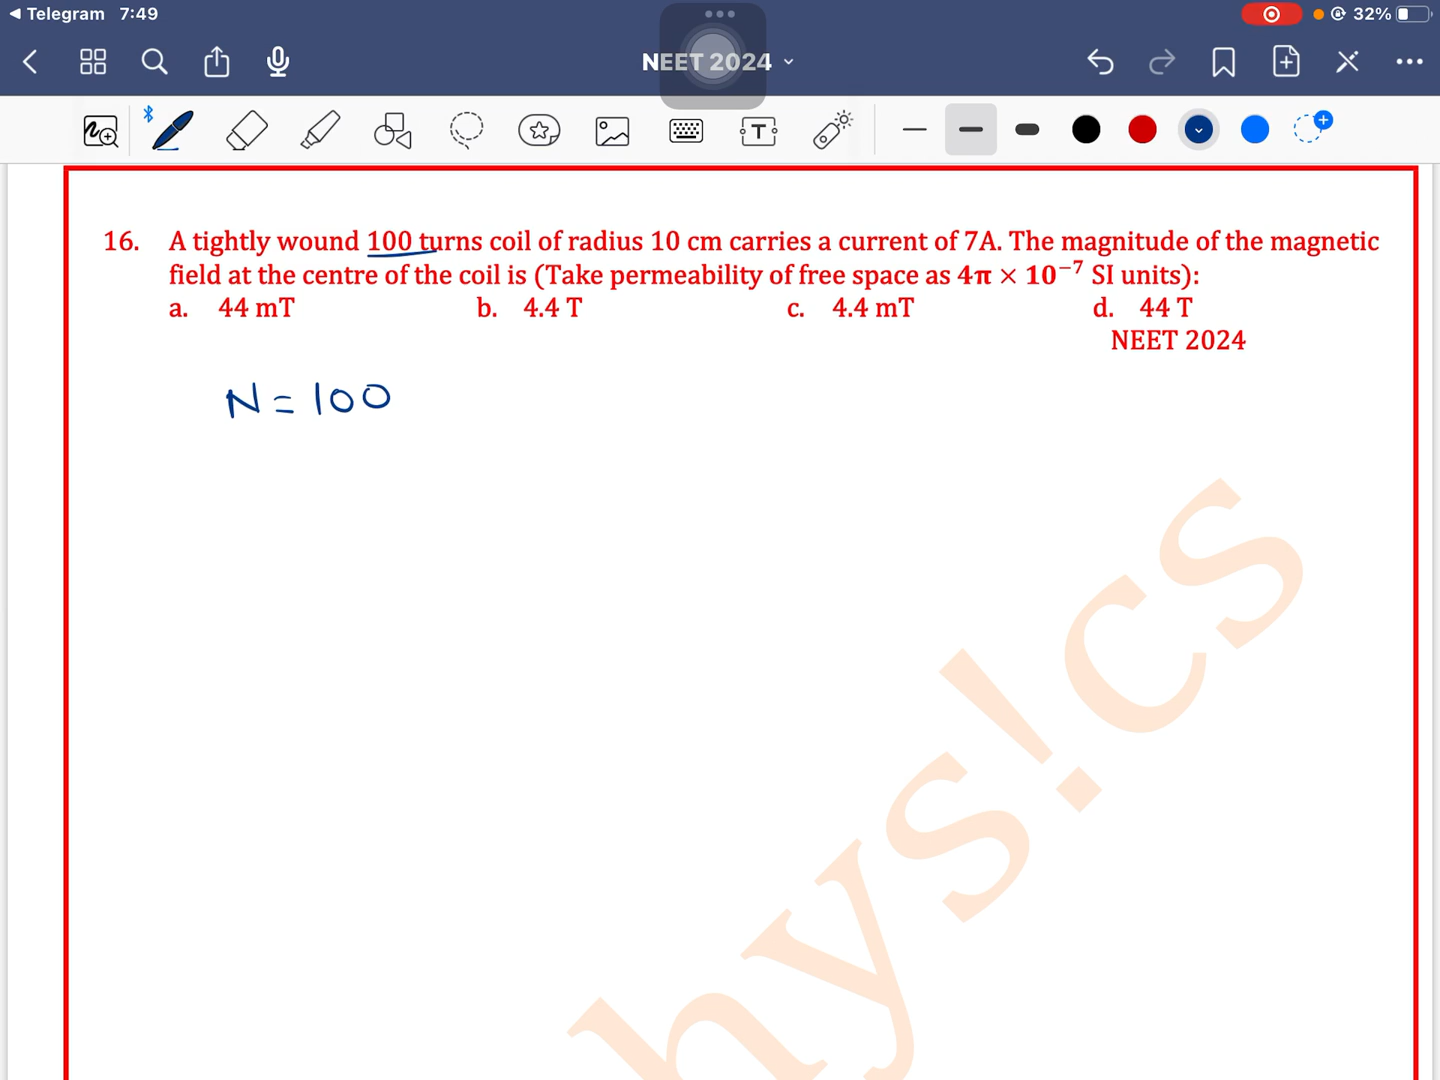 Telegram 7:49 32%
NEET 2024
T
16. A tightly wound 100 turns coil of radius 10 cm carries a current of 7A. The magnitude of the magnetic
field at the centre of the coil is (Take permeability of free space as 4π × 10⁻⁷ SI units):
a. 44 mT b. 4.4 T c. 4.4 mT d. 44 T
NEET 2024
N = 100
hys!cs